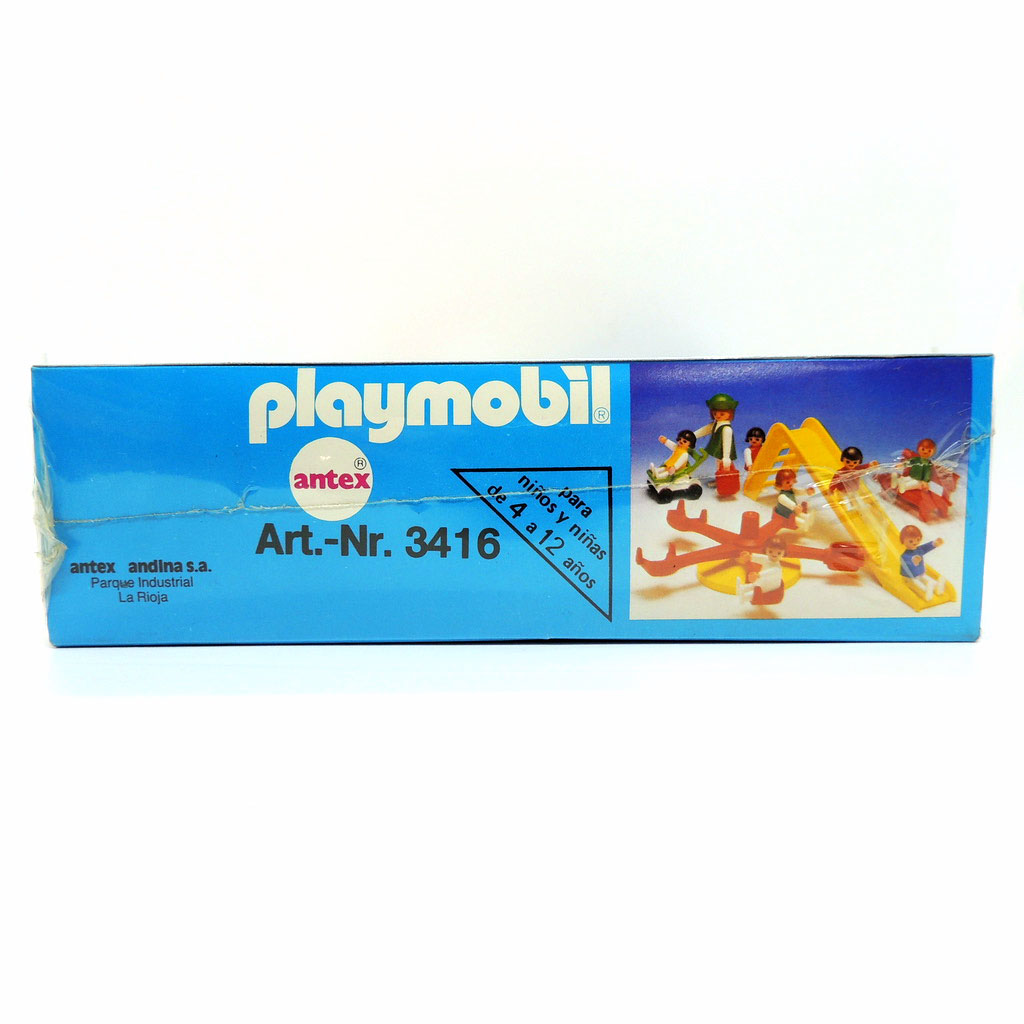 playmobil®
antex®
Art.-Nr. 3416
antex andina s.a.
Parque Industrial
La Rioja
para
niños y niñas
de 4 a 12 años